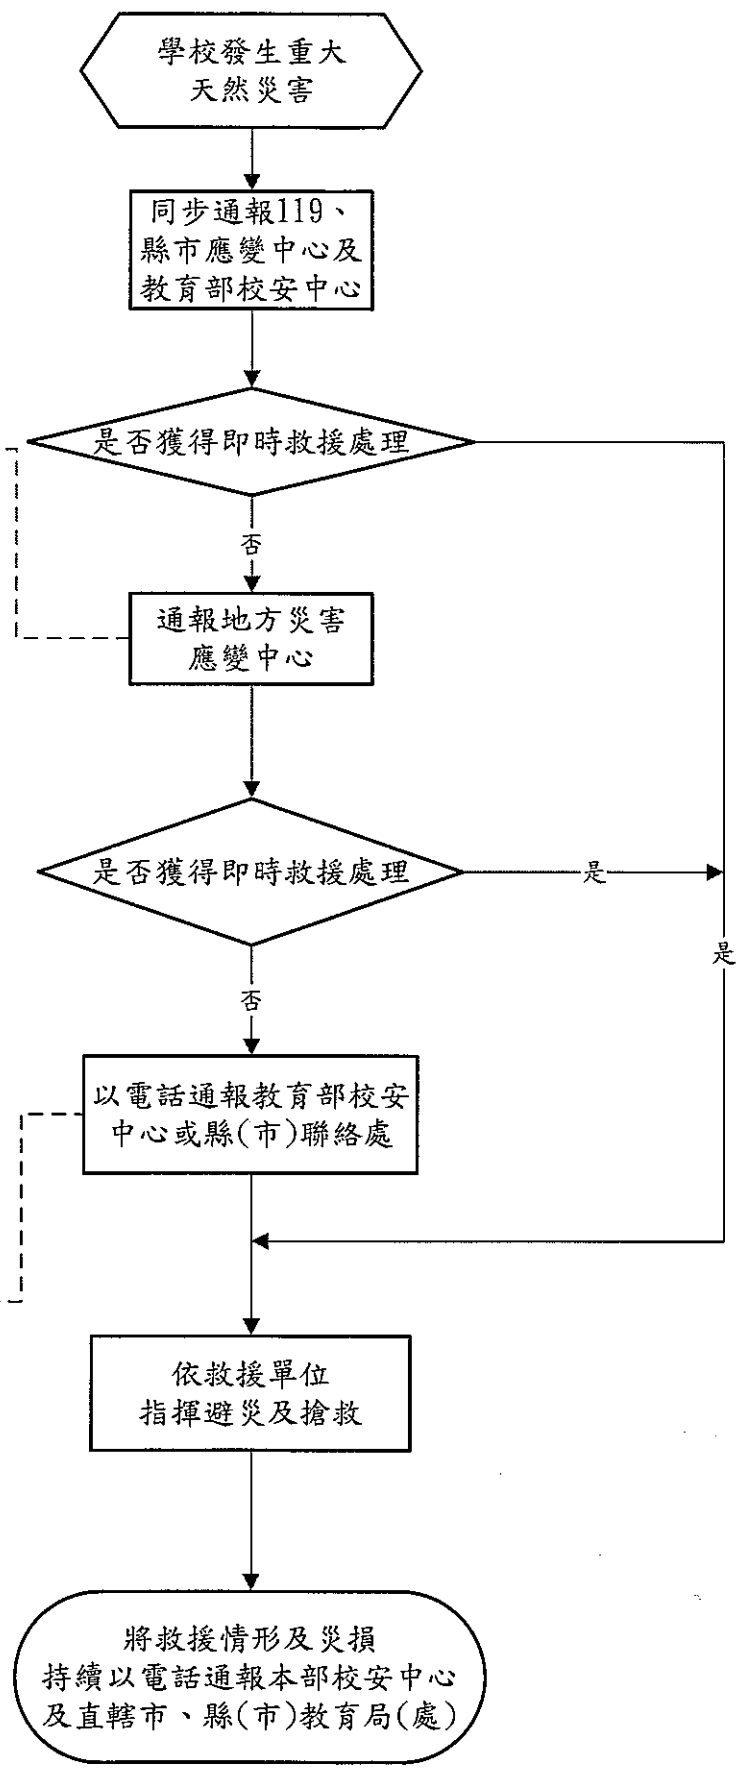 學校發生重大
天然災害
同步通報119、
縣市應變中心及
教育部校安中心
是否獲得即時救援處理
否
通報地方災害
應變中心
是否獲得即時救援處理
是
是
否
以電話通報教育部校安
中心或縣(市)聯絡處
依救援單位
指揮避災及搶救
將救援情形及災損
持續以電話通報本部校安中心
及直轄市、縣(市)教育局(處)